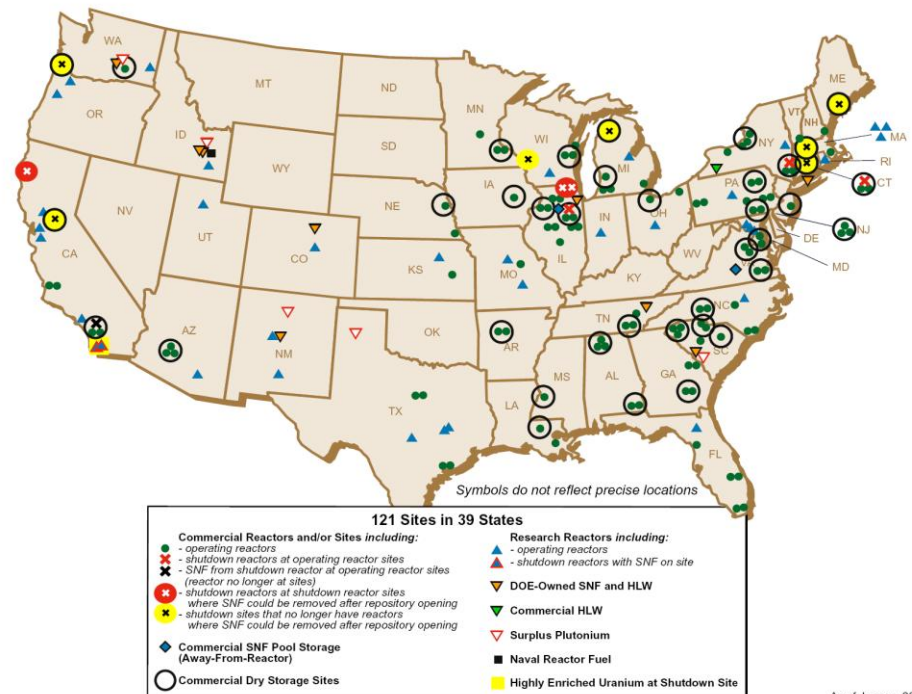 WA
MT
ND
MN
ME
VT
NH
OR
ID
SD
WI
NY
MA
WY
MI
RI
IA
PA
CT
NE
NV
OH
NJ
UT
IL
IN
DE
CA
CO
WV
MD
KS
MO
KY
VA
NC
TN
AZ
OK
AR
SC
NM
MS
AL
GA
LA
TX
FL
Symbols do not reflect precise locations
121 Sites in 39 States
Commercial Reactors and/or Sites including:
- operating reactors
- shutdown reactors at operating reactor sites
- SNF from shutdown reactor at operating reactor sites
(reactor no longer at sites)
- shutdown reactors at shutdown reactor sites
where SNF could be removed after repository opening
- shutdown sites that no longer have reactors
where SNF could be removed after repository opening
Commercial SNF Pool Storage
(Away-From-Reactor)
Commercial Dry Storage Sites
Research Reactors including:
- operating reactors
- shutdown reactors with SNF on site
DOE-Owned SNF and HLW
Commercial HLW
Surplus Plutonium
Naval Reactor Fuel
Highly Enriched Uranium at Shutdown Site